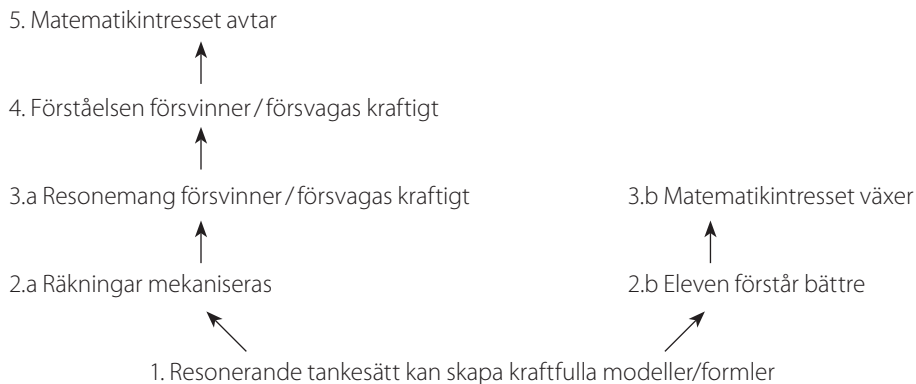 5. Matematikintresset avtar
4. Förståelsen försvinner / försvagas kraftigt
3.a Resonemang försvinner / försvagas kraftigt
3.b Matematikintresset växer
2.a Räkningar mekaniseras
2.b Eleven förstår bättre
1. Resonerande tankesätt kan skapa kraftfulla modeller/formler